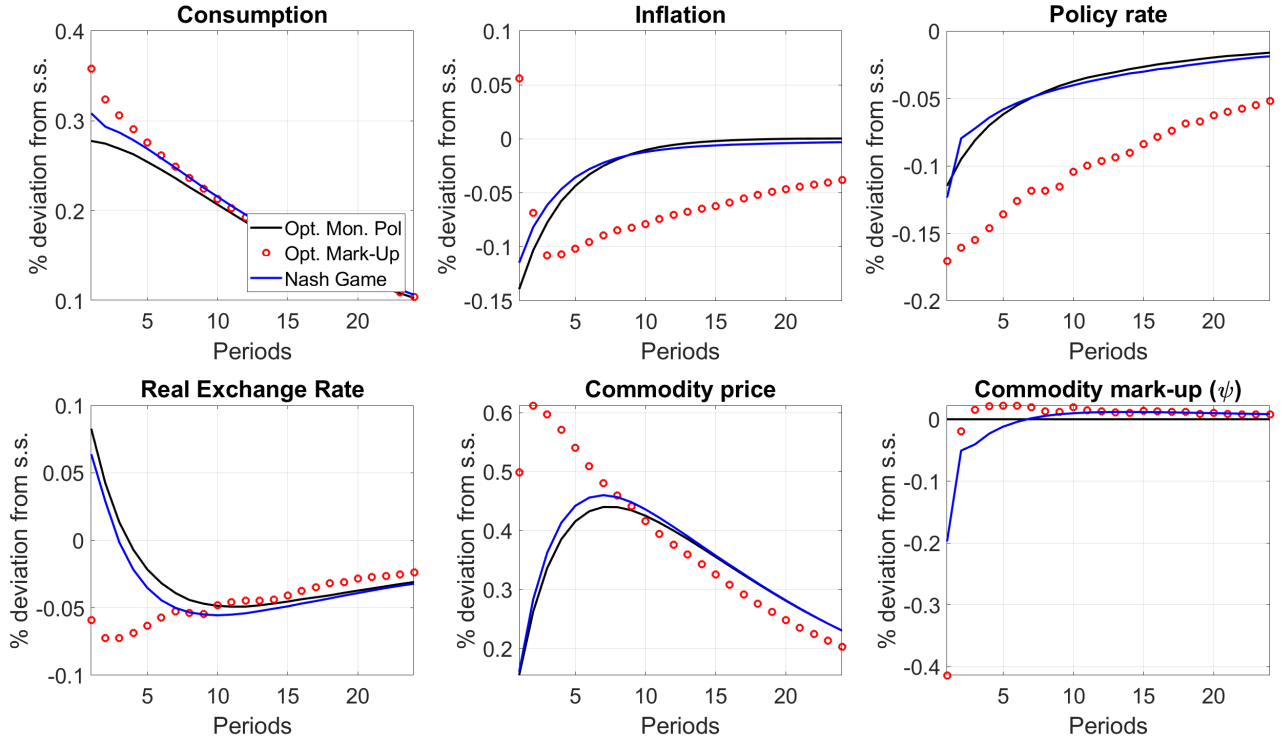 Consumption
0.4
0.3
0.2
0.1
% deviation from s.s.
5
10
15
20
Periods
Opt. Mon. Pol
Opt. Mark-Up
Nash Game
Inflation
0.1
0.05
0
-0.05
-0.1
-0.15
% deviation from s.s.
5
10
15
20
Periods
Policy rate
0
-0.05
-0.1
-0.15
-0.2
% deviation from s.s.
5
10
15
20
Periods
Real Exchange Rate
0.1
0.05
0
-0.05
-0.1
% deviation from s.s.
5
10
15
20
Periods
Commodity price
0.6
0.5
0.4
0.3
0.2
% deviation from s.s.
5
10
15
20
Periods
Commodity mark-up (ψ)
0
-0.1
-0.2
-0.3
-0.4
% deviation from s.s.
5
10
15
20
Periods